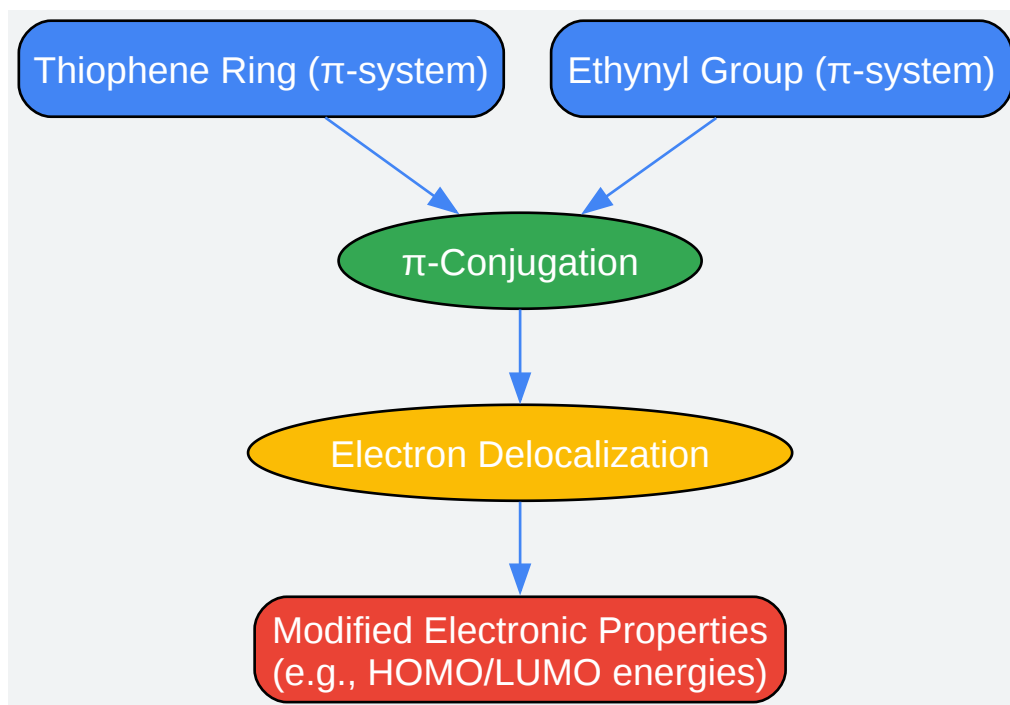 Thiophene Ring (π-system)
Ethynyl Group (π-system)
π-Conjugation
Electron Delocalization
Modified Electronic Properties
(e.g., HOMO/LUMO energies)